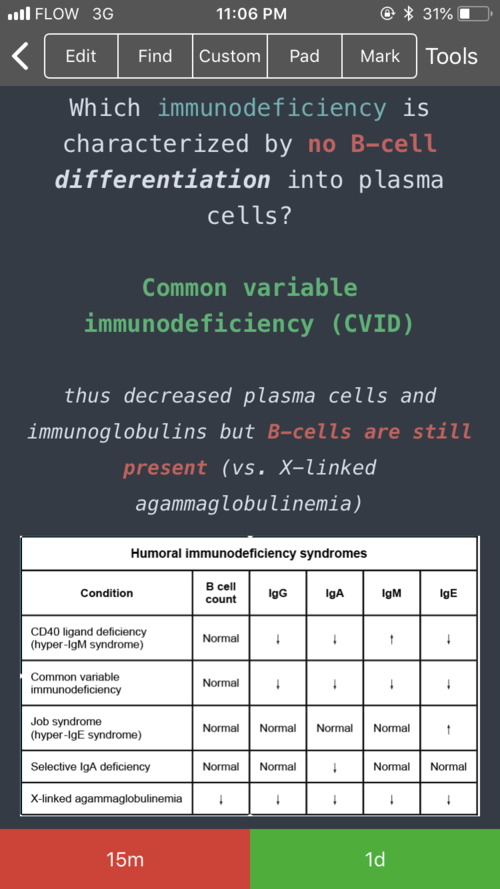 FLOW 3G 11:06 PM 31%
Edit Find Custom Pad Mark Tools
Which immunodeficiency is
characterized by no B-cell
differentiation into plasma
cells?
Common variable
immunodeficiency (CVID)
thus decreased plasma cells and
immunoglobulins but B-cells are still
present (vs. X-linked
agammaglobulinemia)
Humoral immunodeficiency syndromes
Condition B cell count IgG IgA IgM IgE
CD40 ligand deficiency (hyper-IgM syndrome) Normal ↓ ↓ ↑ ↓
Common variable immunodeficiency Normal ↓ ↓ ↓ ↓
Job syndrome (hyper-IgE syndrome) Normal Normal Normal Normal ↑
Selective IgA deficiency Normal Normal ↓ Normal Normal
X-linked agammaglobulinemia ↓ ↓ ↓ ↓ ↓
15m 1d